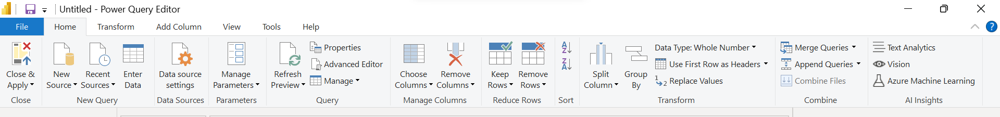 Untitled - Power Query Editor
File Home Transform Add Column View Tools Help
Close & Apply
Close
New Source
Recent Sources
Enter Data
New Query
Data source settings
Data Sources
Manage Parameters
Parameters
Refresh Preview
Properties
Advanced Editor
Manage
Query
Choose Columns
Remove Columns
Manage Columns
Keep Rows
Remove Rows
Reduce Rows
A
Z
Z
A
Sort
Split Column
Group By
Data Type: Whole Number
Use First Row as Headers
1
2
Replace Values
Transform
Merge Queries
Append Queries
Combine Files
Combine
Text Analytics
Vision
Azure Machine Learning
AI Insights
?